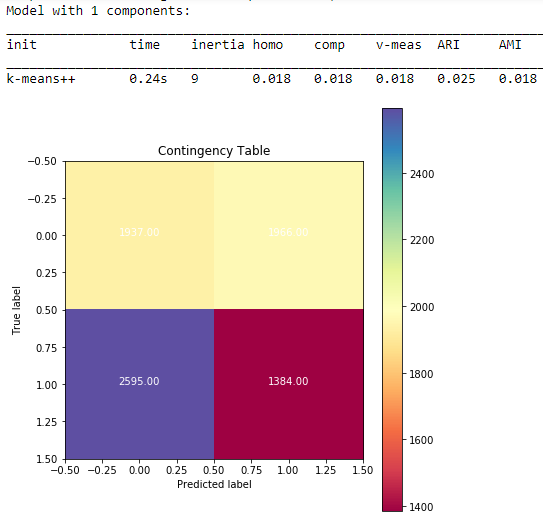 Model with 1 components:
init time inertia homo comp v-meas ARI AMI
k-means++ 0.24s 9 0.018 0.018 0.018 0.025 0.018
Contingency Table
−0.50
−0.25
0.00
0.25
0.50
0.75
1.00
1.25
1.50
True label
1937.00 1966.00
2595.00 1384.00
−0.50 −0.25 0.00 0.25 0.50 0.75 1.00 1.25 1.50
Predicted label
2400
2200
2000
1800
1600
1400